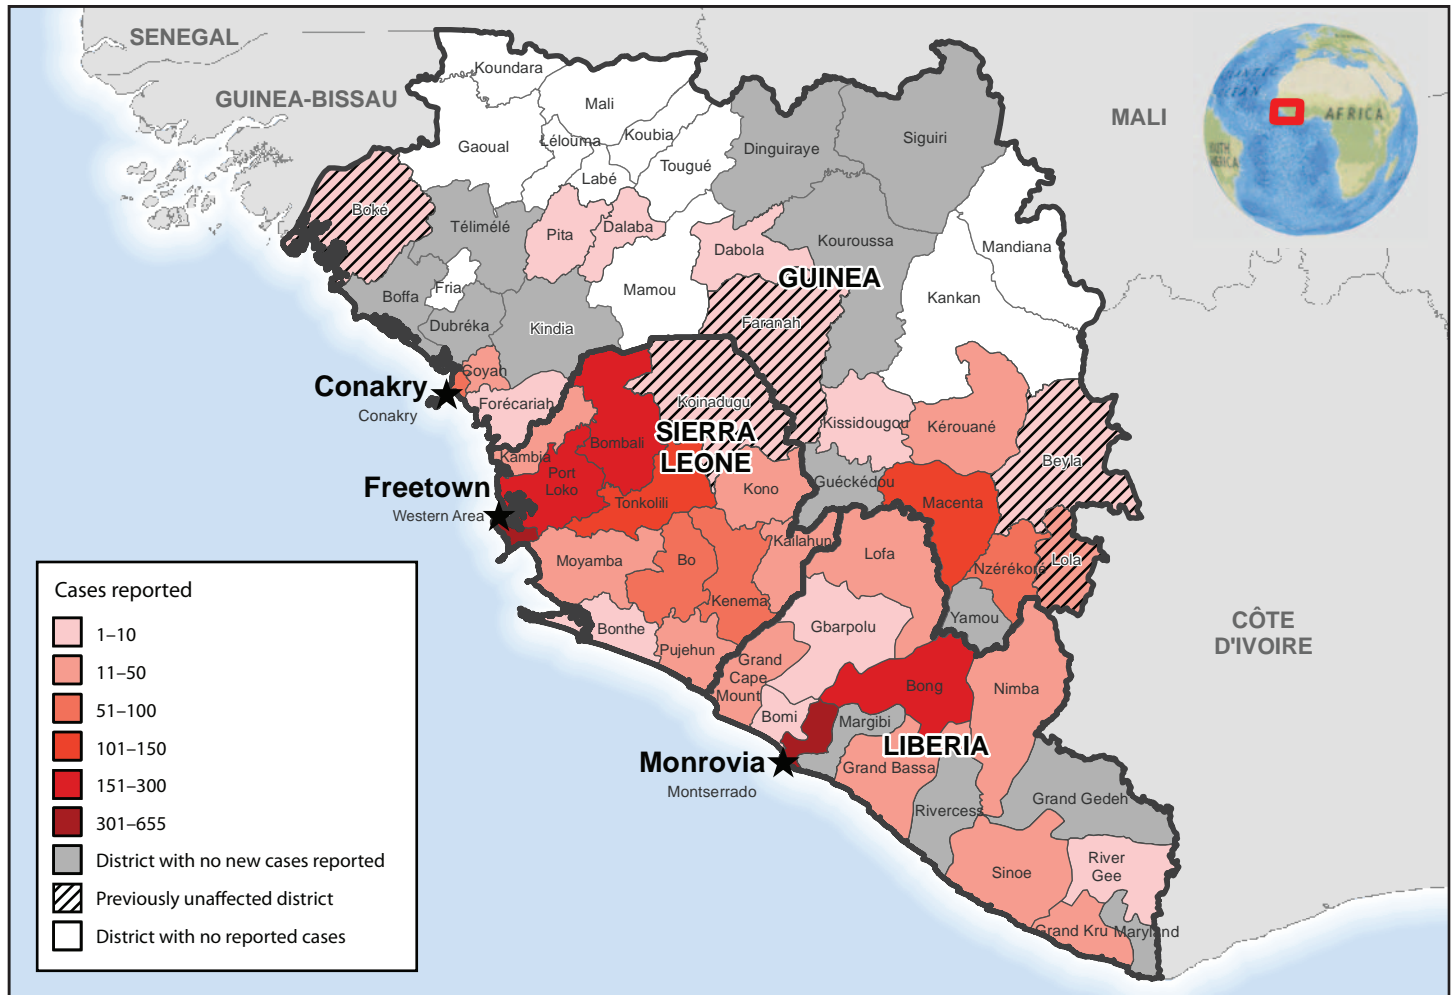 SENEGAL
GUINEA-BISSAU
MALI
CÔTE
D'IVOIRE
ATLANTIC
OCEAN
AFRICA
SOUTH
AMERICA
Koundara
Mali
Gaoual
Lélouma
Koubia
Labé
Tougué
Dinguiraye
Siguiri
Boké
Télimélé
Pita
Dalaba
Dabola
Kouroussa
Mandiana
GUINEA
Boffa
Fria
Mamou
Kankan
Dubréka
Kindia
Faranah
Coyah
Conakry
Conakry
Forécariah
Koinadugu
Kissidougou
Kérouané
SIERRA
LEONE
Bombali
Kambia
Beyla
Port
Loko
Freetown
Western Area
Tonkolili
Kono
Guéckédou
Macenta
Moyamba
Bo
Kailahun
Lofa
Nzérékoré
Lola
Kenema
Yamou
Bonthe
Gbarpolu
Pujehun
Grand
Cape
Mount
Bong
Nimba
Bomi
Margibi
LIBERIA
Monrovia
Montserrado
Grand Bassa
Rivercess
Grand Gedeh
Sinoe
River
Gee
Grand Kru
Maryland
Cases reported
1–10
11–50
51–100
101–150
151–300
301–655
District with no new cases reported
Previously unaffected district
District with no reported cases